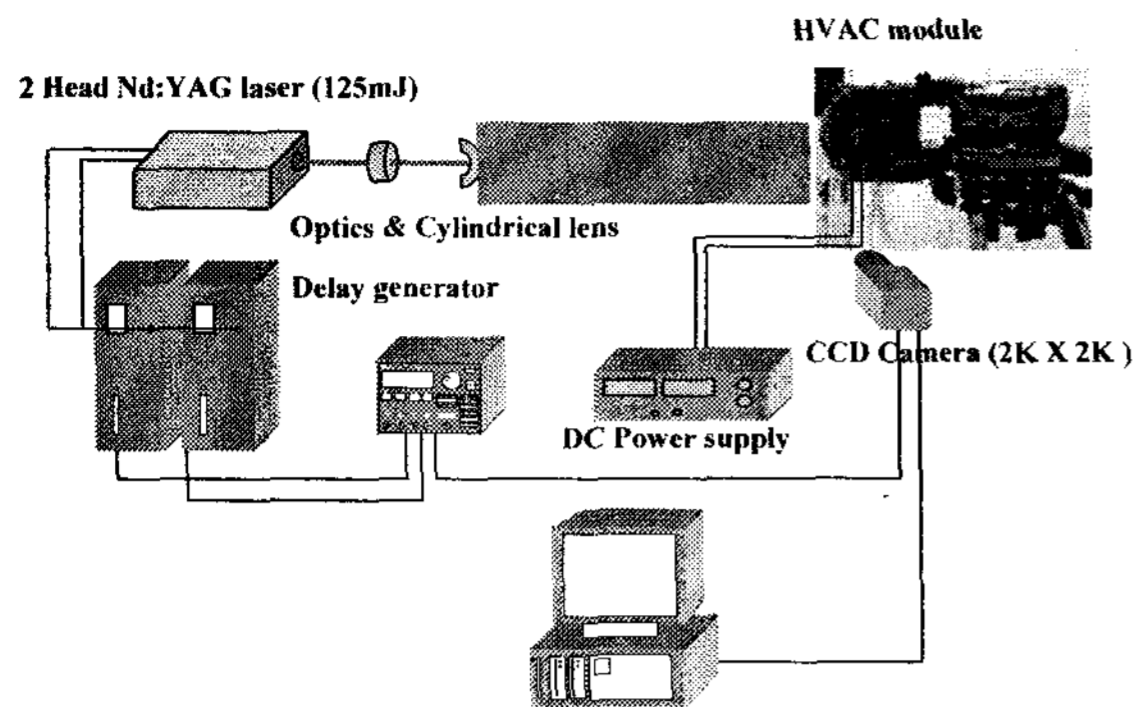 HVAC module
2 Head Nd:YAG laser (125mJ)
Optics & Cylindrical lens
Delay generator
CCD Camera (2K X 2K )
DC Power supply